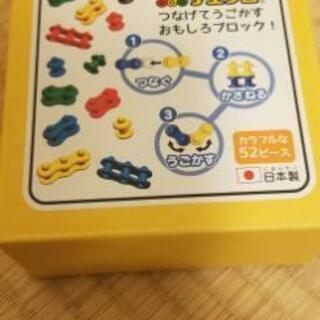 つなげてうごかす
おもしろブロック！
1
つなぐ
2
かさねる
3
うごかす
カラフルな
52ピース
日本製